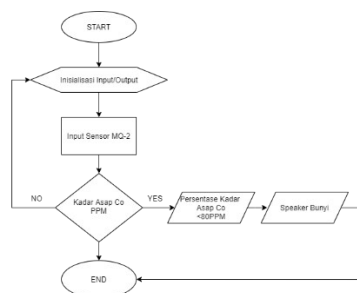 START
Inisialisasi Input/Output
Input Sensor MQ-2
NO
Kadar Asap Co
PPM
YES
Persentase Kadar
Asap Co
<80PPM
Speaker Bunyi
END